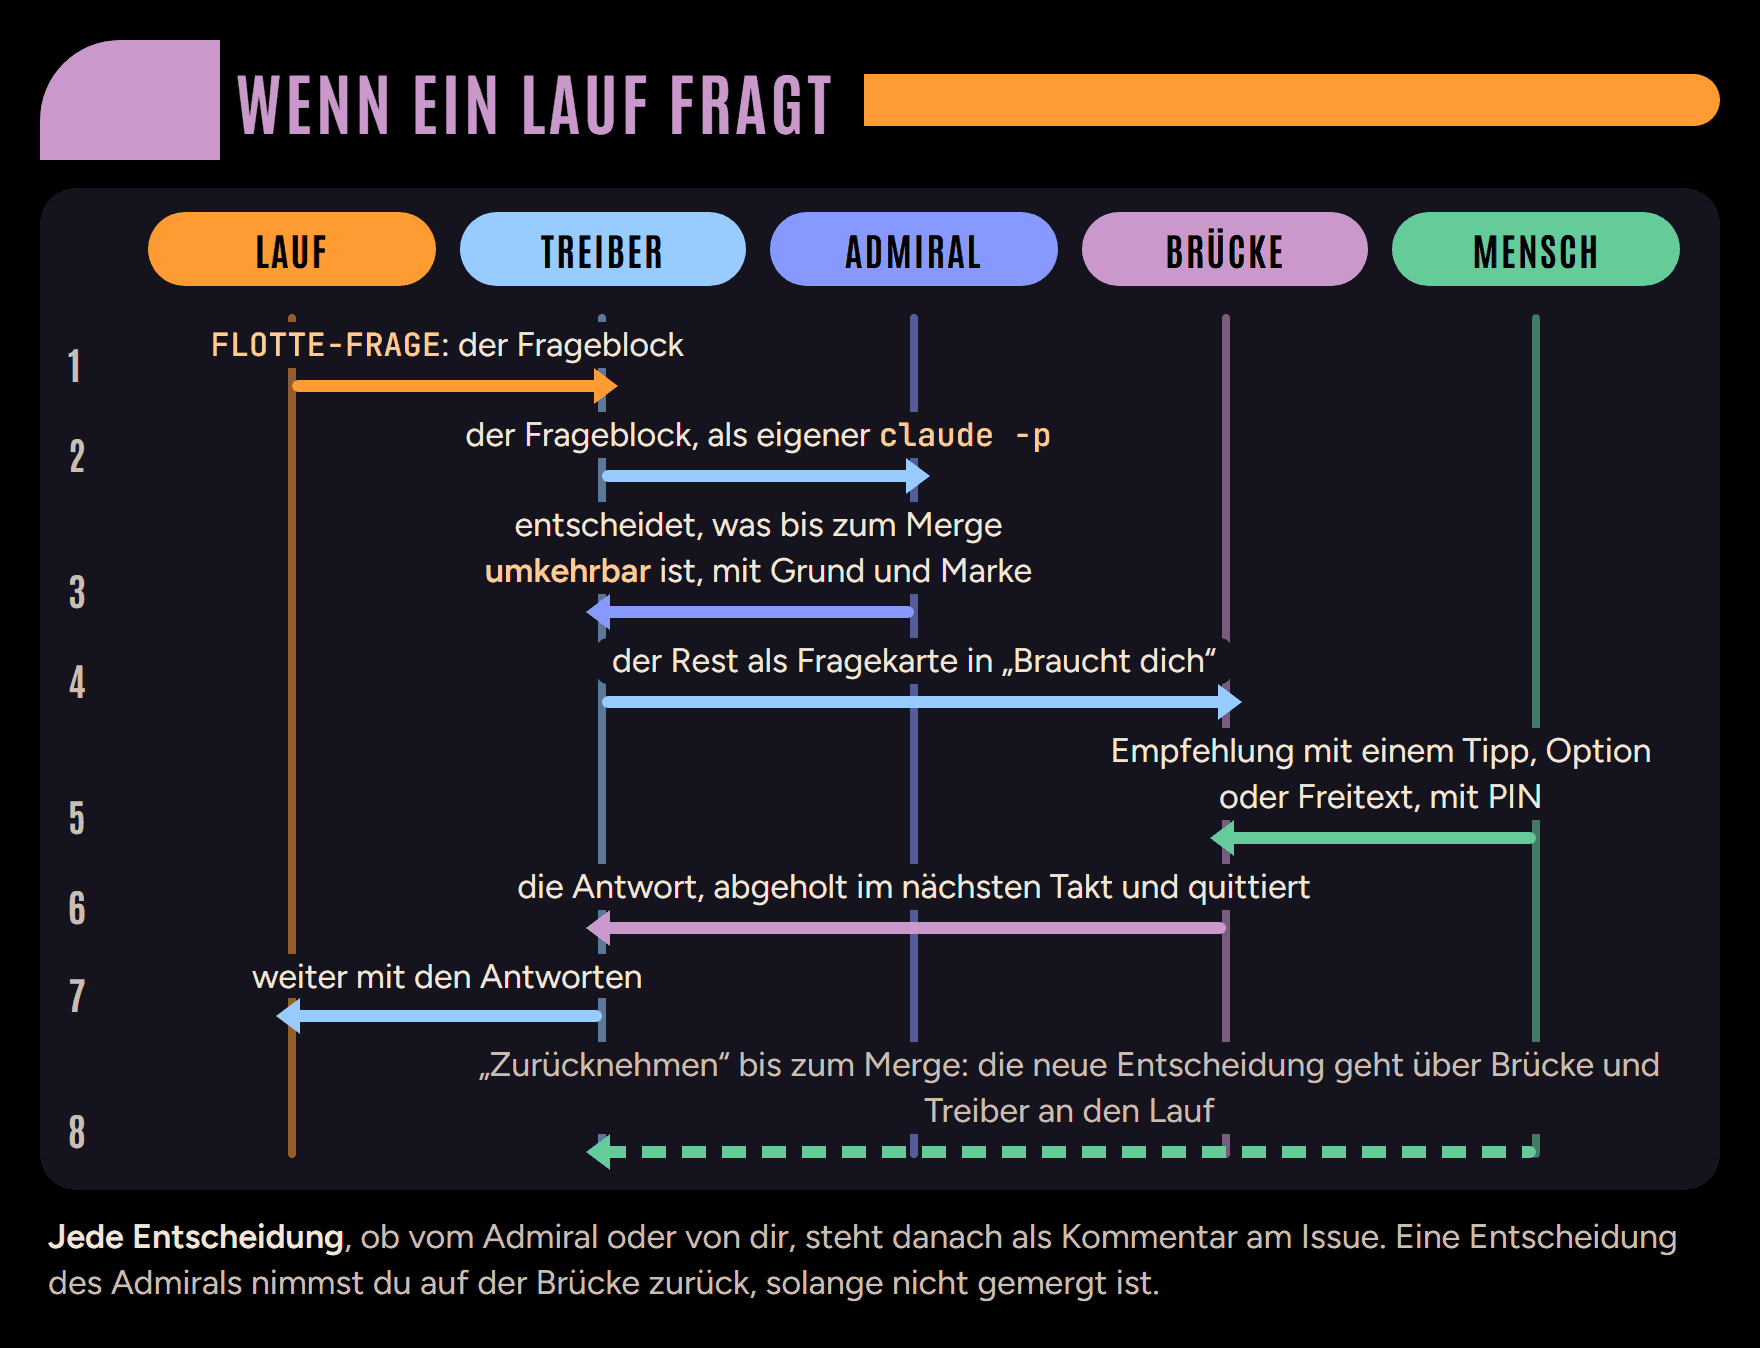 WENN EIN LAUF FRAGT
LAUF
TREIBER
ADMIRAL
BRÜCKE
MENSCH
1
FLOTTE-FRAGE: der Frageblock
2
der Frageblock, als eigener claude -p
entscheidet, was bis zum Merge
3
umkehrbar ist, mit Grund und Marke
4
der Rest als Fragekarte in „Braucht dich“
Empfehlung mit einem Tipp, Option
5
oder Freitext, mit PIN
6
die Antwort, abgeholt im nächsten Takt und quittiert
7
weiter mit den Antworten
„Zurücknehmen“ bis zum Merge: die neue Entscheidung geht über Brücke und
8
Treiber an den Lauf
Jede Entscheidung, ob vom Admiral oder von dir, steht danach als Kommentar am Issue. Eine Entscheidung
des Admirals nimmst du auf der Brücke zurück, solange nicht gemergt ist.